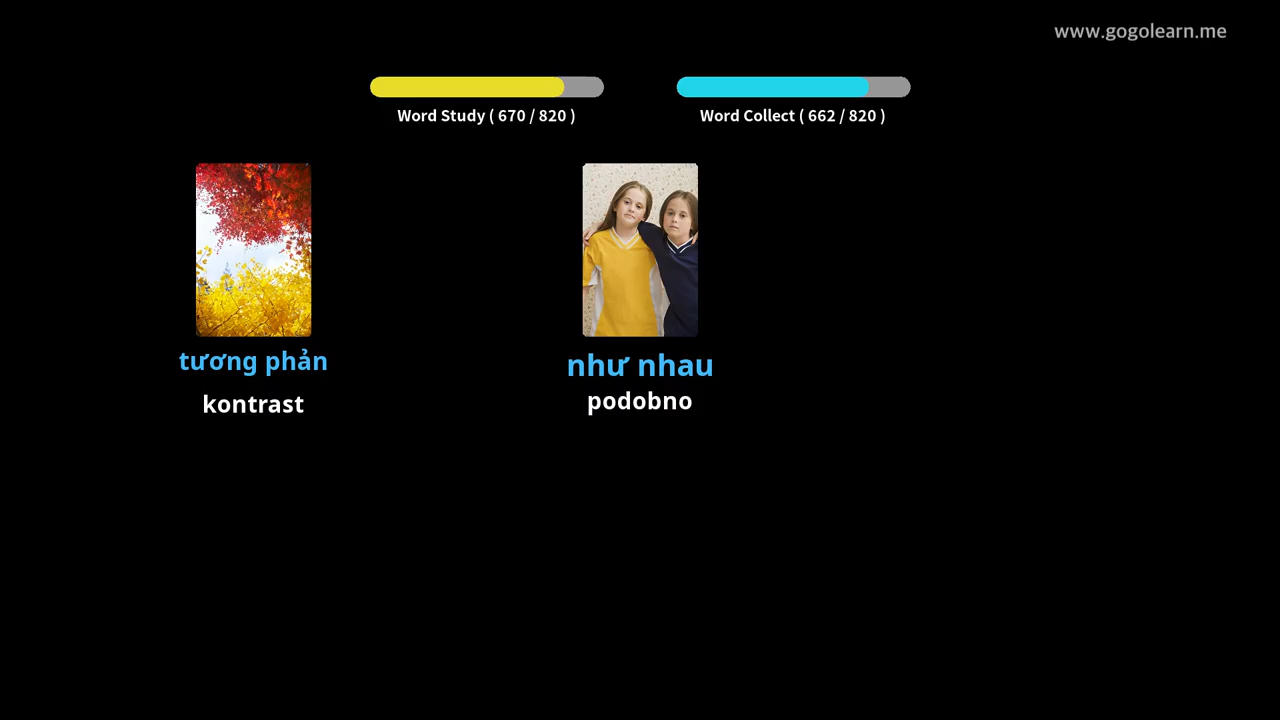 www.gogolearn.me
Word Study ( 670 / 820 )
Word Collect ( 662 / 820 )
tương phản
kontrast
như nhau
podobno